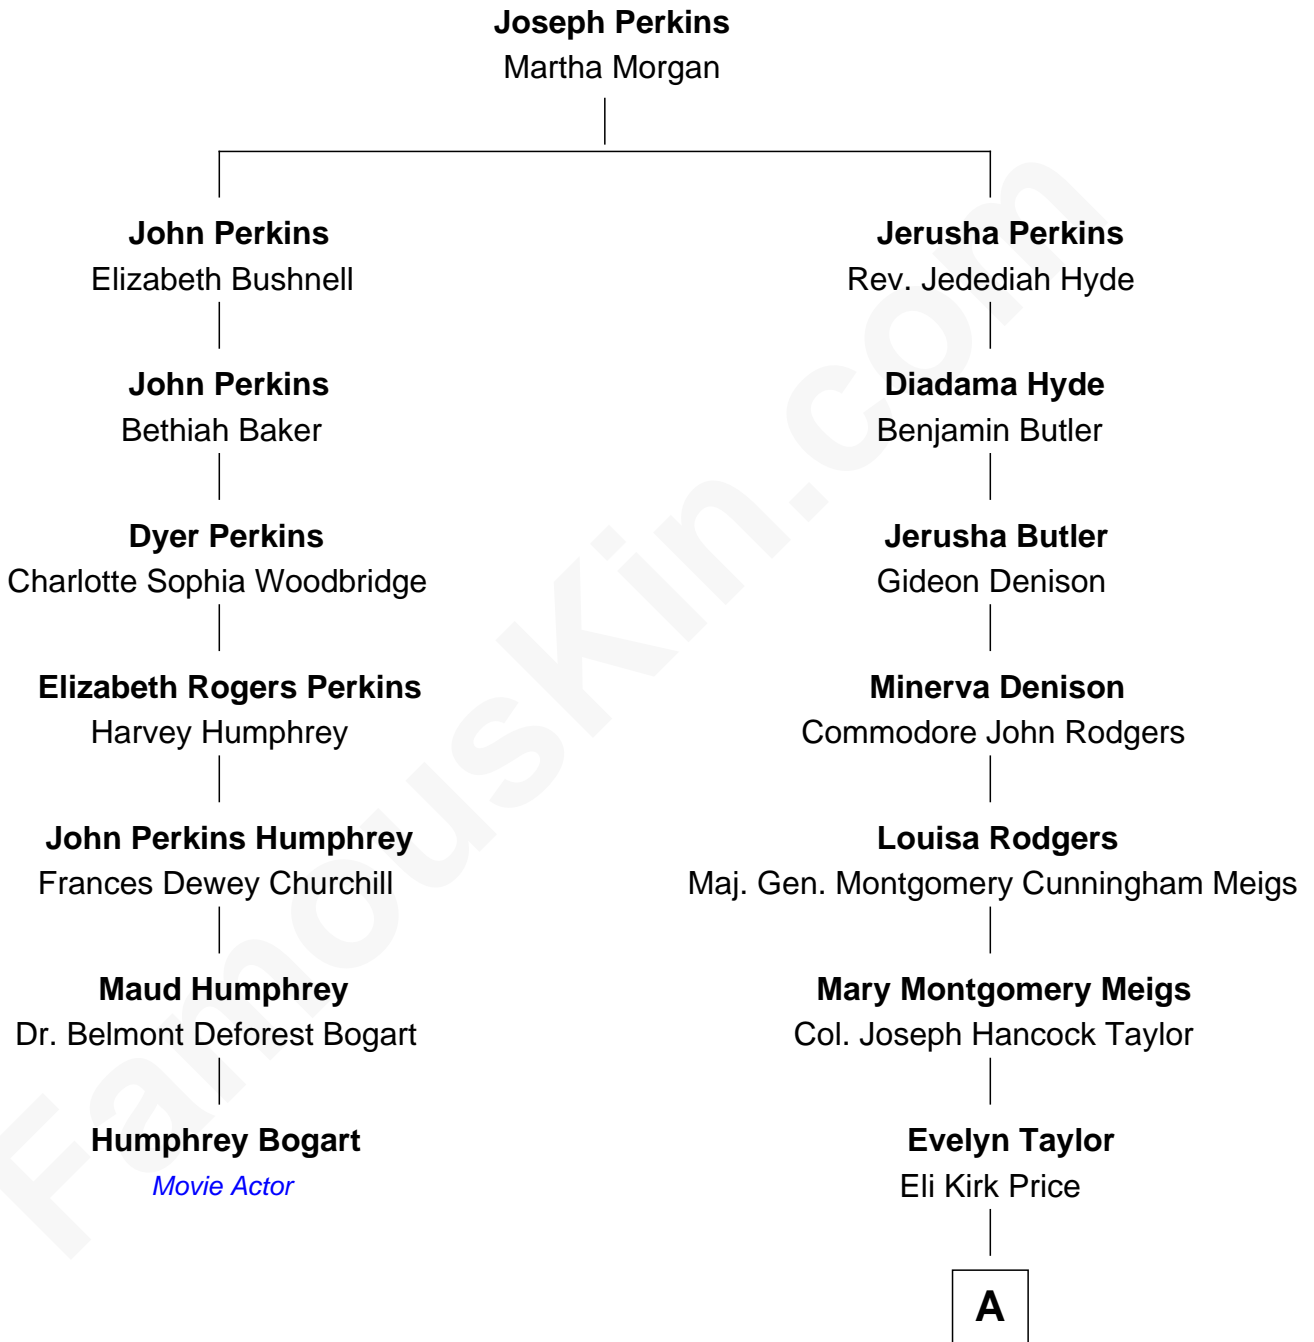 Joseph Perkins
Martha Morgan
John Perkins
Elizabeth Bushnell
Jerusha Perkins
Rev. Jedediah Hyde
John Perkins
Bethiah Baker
Diadama Hyde
Benjamin Butler
Dyer Perkins
Charlotte Sophia Woodbridge
Jerusha Butler
Gideon Denison
Elizabeth Rogers Perkins
Harvey Humphrey
Minerva Denison
Commodore John Rodgers
John Perkins Humphrey
Frances Dewey Churchill
Louisa Rodgers
Maj. Gen. Montgomery Cunningham Meigs
Maud Humphrey
Dr. Belmont Deforest Bogart
Mary Montgomery Meigs
Col. Joseph Hancock Taylor
Humphrey Bogart
Movie Actor
Evelyn Taylor
Eli Kirk Price
A
FamousKin.com